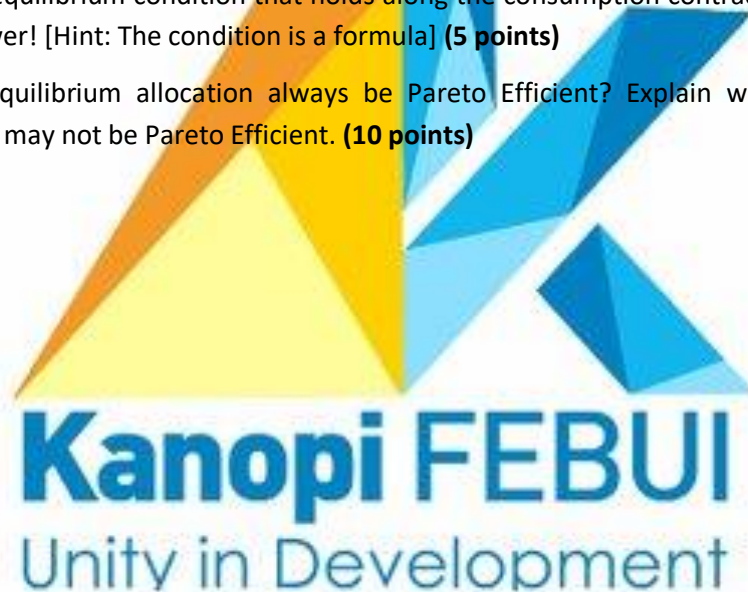 equilibrium condition that holds along the consumption contrac
ver! [Hint: The condition is a formula] (5 points)
quilibrium allocation always be Pareto Efficient? Explain w
may not be Pareto Efficient. (10 points)
Kanopi FEBUI
Unity in Development